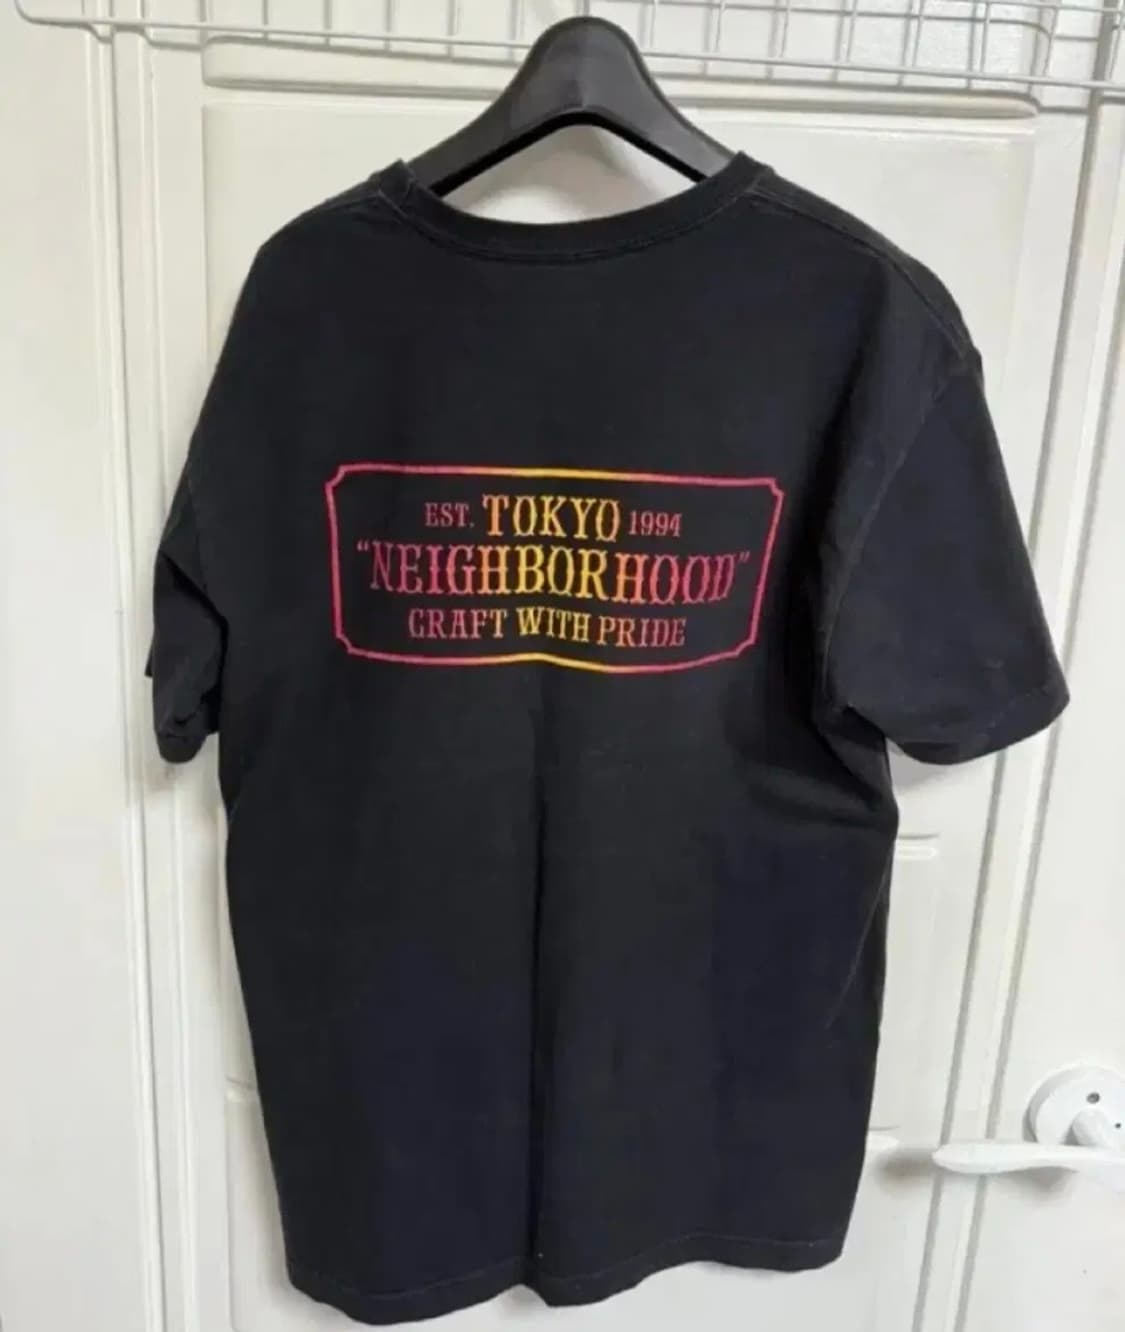 EST. TOKYO 1994
"NEIGHBORHOOD"
CRAFT WITH PRIDE